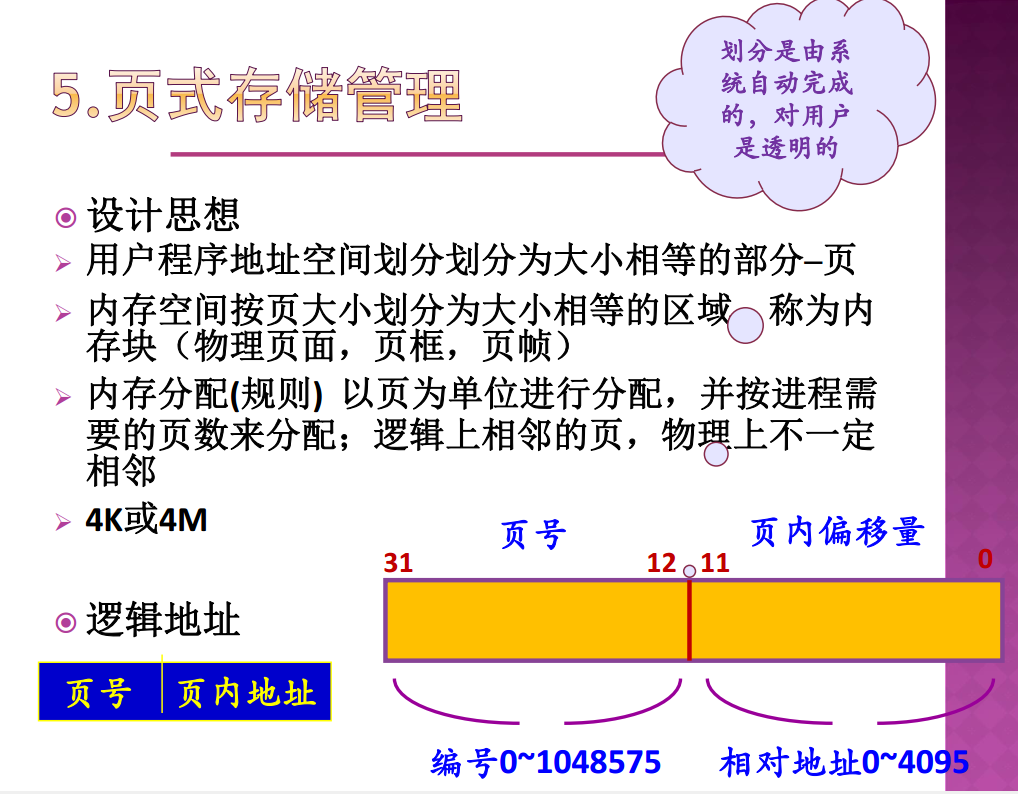 5.页式存储管理
划分是由系
统自动完成
的，对用户
是透明的
设计思想
用户程序地址空间划分划分为大小相等的部分–页
内存空间按页大小划分为大小相等的区域 称为内
存块（物理页面，页框，页帧）
内存分配(规则) 以页为单位进行分配，并按进程需
要的页数来分配；逻辑上相邻的页，物理上不一定
相邻
4K或4M
页号 页内偏移量
31 12 11 0
逻辑地址
页号 页内地址
编号0~1048575 相对地址0~4095